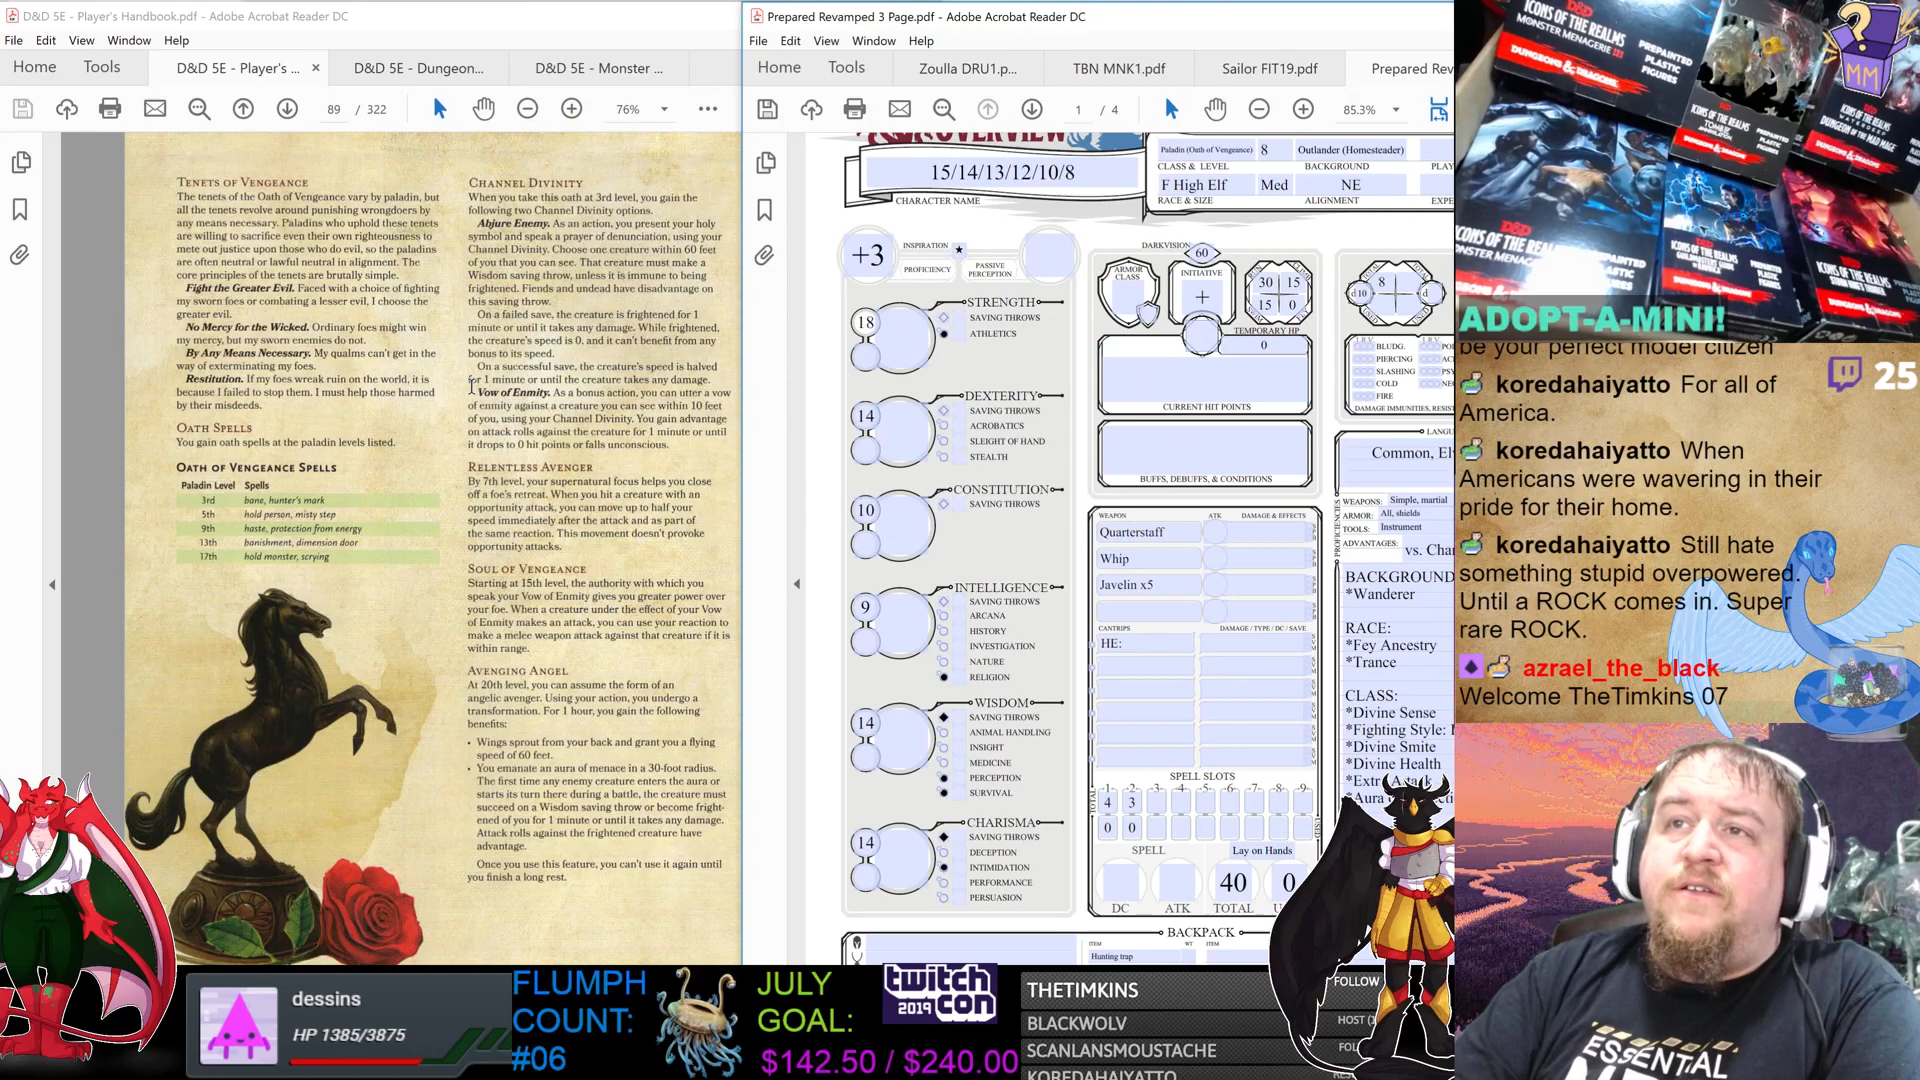 D&D 5E - Player's Handbook.pdf - Adobe Acrobat Reader DC
File Edit View Window Help
Home Tools D&D 5E - Player's ... × D&D 5E - Dungeon... D&D 5E - Monster ...
89 / 322 76%
TENETS OF VENGEANCE
The tenets of the Oath of Vengeance vary by paladin, but
all the tenets revolve around punishing wrongdoers by
any means necessary. Paladins who uphold these tenets
are willing to sacrifice even their own righteousness to
mete out justice upon those who do evil, so the paladins
are often neutral or lawful neutral in alignment. The
core principles of the tenets are brutally simple.
Fight the Greater Evil. Faced with a choice of fighting
my sworn foes or combating a lesser evil, I choose the
greater evil.
No Mercy for the Wicked. Ordinary foes might win
my mercy, but my sworn enemies do not.
By Any Means Necessary. My qualms can't get in the
way of exterminating my foes.
Restitution. If my foes wreak ruin on the world, it is
because I failed to stop them. I must help those harmed
by their misdeeds.
OATH SPELLS
You gain oath spells at the paladin levels listed.
OATH OF VENGEANCE SPELLS
Paladin Level Spells
3rd bane, hunter's mark
5th hold person, misty step
9th haste, protection from energy
13th banishment, dimension door
17th hold monster, scrying
CHANNEL DIVINITY
When you take this oath at 3rd level, you gain the
following two Channel Divinity options.
Abjure Enemy. As an action, you present your holy
symbol and speak a prayer of denunciation, using your
Channel Divinity. Choose one creature within 60 feet
of you that you can see. That creature must make a
Wisdom saving throw, unless it is immune to being
frightened. Fiends and undead have disadvantage on
this saving throw.
On a failed save, the creature is frightened for 1
minute or until it takes any damage. While frightened,
the creature's speed is 0, and it can't benefit from any
bonus to its speed.
On a successful save, the creature's speed is halved
for 1 minute or until the creature takes any damage.
Vow of Enmity. As a bonus action, you can utter a vow
of enmity against a creature you can see within 10 feet
of you, using your Channel Divinity. You gain advantage
on attack rolls against the creature for 1 minute or until
it drops to 0 hit points or falls unconscious.
RELENTLESS AVENGER
By 7th level, your supernatural focus helps you close
off a foe's retreat. When you hit a creature with an
opportunity attack, you can move up to half your
speed immediately after the attack and as part of
the same reaction. This movement doesn't provoke
opportunity attacks.
SOUL OF VENGEANCE
Starting at 15th level, the authority with which you
speak your Vow of Enmity gives you greater power over
your foe. When a creature under the effect of your Vow
of Enmity makes an attack, you can use your reaction to
make a melee weapon attack against that creature if it is
within range.
AVENGING ANGEL
At 20th level, you can assume the form of an
angelic avenger. Using your action, you undergo a
transformation. For 1 hour, you gain the following
benefits:
• Wings sprout from your back and grant you a flying
speed of 60 feet.
• You emanate an aura of menace in a 30-foot radius.
The first time any enemy creature enters the aura or
starts its turn there during a battle, the creature must
succeed on a Wisdom saving throw or become fright-
ened of you for 1 minute or until it takes any damage.
Attack rolls against the frightened creature have
advantage.
Once you use this feature, you can't use it again until
you finish a long rest.
Prepared Revamped 3 Page.pdf - Adobe Acrobat Reader DC
File Edit View Window Help
Home Tools Zoulla DRU1.p... TBN MNK1.pdf Sailor FIT19.pdf Prepared Rev
1 / 4 85.3%
OVERVIEW
15/14/13/12/10/8
CHARACTER NAME
Paladin (Oath of Vengeance) 8 Outlander (Homesteader)
CLASS & LEVEL BACKGROUND PLAY
F High Elf Med NE
RACE & SIZE ALIGNMENT EXPE
+3 INSPIRATION
PROFICIENCY PASSIVE PERCEPTION
STRENGTH
18 SAVING THROWS
ATHLETICS
DEXTERITY
14 SAVING THROWS
ACROBATICS
SLEIGHT OF HAND
STEALTH
CONSTITUTION
10 SAVING THROWS
INTELLIGENCE
9 SAVING THROWS
ARCANA
HISTORY
INVESTIGATION
NATURE
RELIGION
WISDOM
14 SAVING THROWS
ANIMAL HANDLING
INSIGHT
MEDICINE
PERCEPTION
SURVIVAL
CHARISMA
14 SAVING THROWS
DECEPTION
INTIMIDATION
PERFORMANCE
PERSUASION
DARKVISION 60
ARMOR CLASS INITIATIVE
+ 30 15
15 0
TEMPORARY HP
0
CURRENT HIT POINTS
BUFFS, DEBUFFS, & CONDITIONS
WEAPON ATK DAMAGE & EFFECTS
Quarterstaff
Whip
Javelin x5
CANTRIPS DAMAGE / TYPE / DC / SAVE
HE:
SPELL SLOTS
1 2 3 4 5 6 7 8 9
TOTAL 4 3
0 0
SPELL Lay on Hands
40 0
DC ATK TOTAL U
d10 8 d
BLUDG. PO
PIERCING AC
SLASHING PSY
COLD NE
FIRE
DAMAGE IMMUNITIES, RESIST
LANGU
Common, El
PROFICIENCIES
WEAPONS: Simple, martial
ARMOR: All, shields
TOOLS: Instrument
ADVANTAGES: vs. Cha
BACKGROUND
*Wanderer
RACE:
*Fey Ancestry
*Trance
CLASS:
*Divine Sense
*Fighting Style:
*Divine Smite
*Divine Health
*Extra Attack
*Aura
BACKPACK
ITEM WT ITEM
Hunting trap
D&D
ICONS OF THE REALMS
MONSTER MENAGERIE III
DUNGEONS & DRAGONS
PREPAINTED PLASTIC FIGURES
MM
ADOPT-A-MINI!
be your perfect model citizen
25
koredahaiyatto For all of
America.
koredahaiyatto When
Americans were wavering in their
pride for their home.
koredahaiyatto Still hate
something stupid overpowered.
Until a ROCK comes in. Super
rare ROCK.
azrael_the_black
Welcome TheTimkins 07
dessins
HP 1385/3875
FLUMPH
COUNT:
#06
JULY
GOAL:
$142.50 / $240.00
twitch
con
2019
THETIMKINS FOLLOW
BLACKWOLV HOST (
SCANLANSMOUSTACHE FOL
KOREDAHAIYATTO
ESSENTIAL